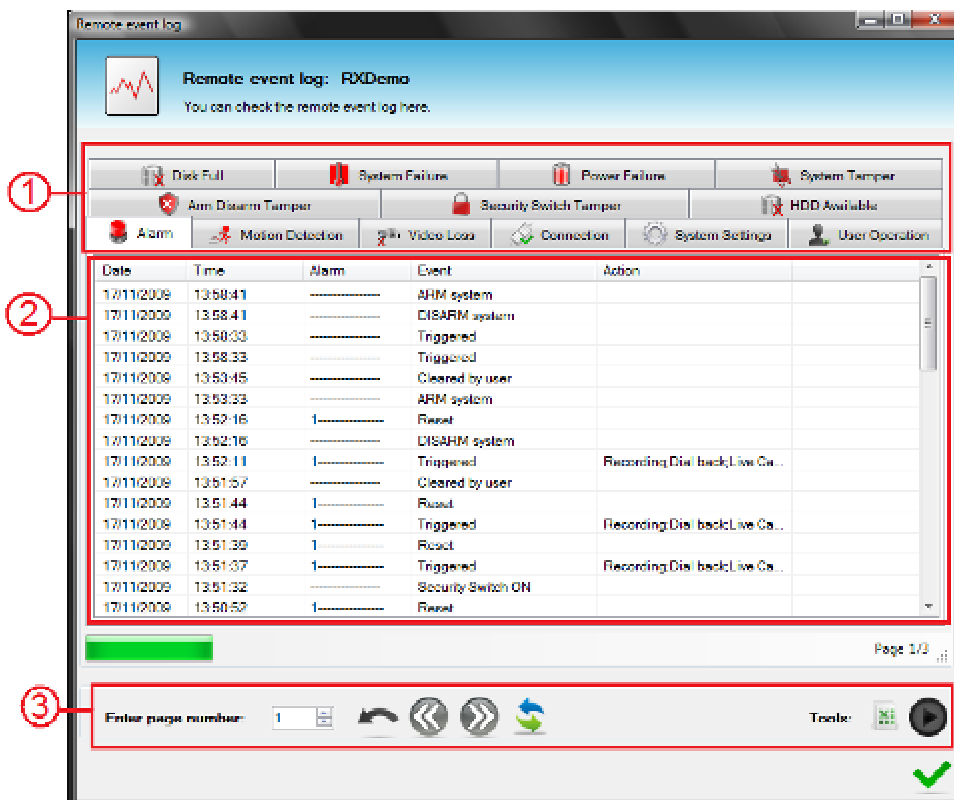 Remote event log
Remote event log: RXDemo
You can check the remote event log here.
1
Disk Full System Failure Power Failure System Tamper
Arm Disarm Tamper Security Switch Tamper HDD Available
Alarm Motion Detection Video Loss Connection System Settings User Operation
2
Date Time Alarm Event Action
17/11/2009 13:58:41 ---------------- ARM system
17/11/2009 13:58:41 ---------------- DISARM system
17/11/2009 ---------------- Triggered
17/11/2009 13:58:33 ---------------- Triggered
17/11/2009 13:53:45 ---------------- Cleared by user
17/11/2009 13:53:33 ---------------- ARM system
17/11/2009 13:52:16 1--------------- Reset
17/11/2009 13:52:16 ---------------- DISARM system
17/11/2009 13:52:11 1--------------- Triggered Recording;Dial back;Live Ca...
17/11/2009 13:51:57 ---------------- Cleared by user
17/11/2009 13:51:44 1--------------- Reset
17/11/2009 13:51:44 1--------------- Triggered Recording;Dial back;Live Ca...
17/11/2009 13:51:39 1--------------- Reset
17/11/2009 13:51:37 1--------------- Triggered Recording;Dial back;Live Ca...
17/11/2009 13:51:32 ---------------- Security Switch ON
17/11/2009 13:50:52 1--------------- Reset
Page 1/3
3
Enter page number: 1 Tools: